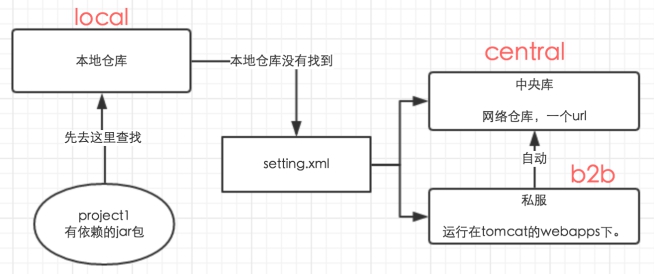 local
本地仓库
本地仓库没有找到
先去这里查找
project1
有依赖的jar包
setting.xml
central
中央库
网络仓库，一个url
自动
b2b
私服
运行在tomcat的webapps下。